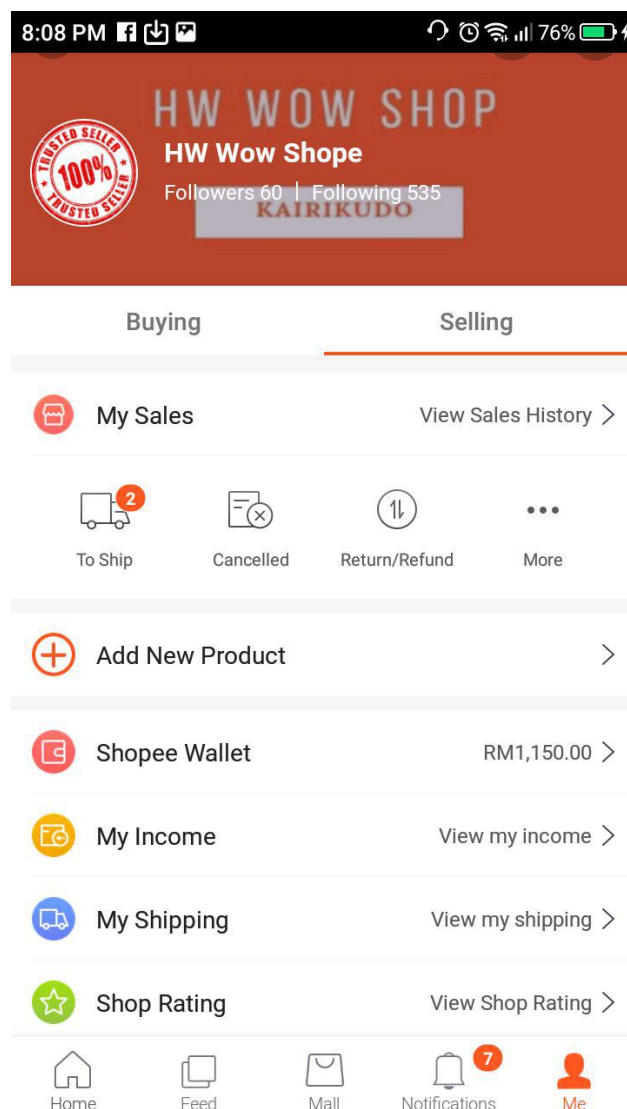 8:08 PM 76%
HW WOW SHOP
TRUSTED SELLER
100%
TRUSTED SELLER
HW Wow Shope
Followers 60 | Following 535
KAIRIKUDO
Buying Selling
My Sales View Sales History
2
To Ship Cancelled Return/Refund More
Add New Product
Shopee Wallet RM1,150.00
My Income View my income
My Shipping View my shipping
Shop Rating View Shop Rating
7
Home Feed Mall Notifications Me